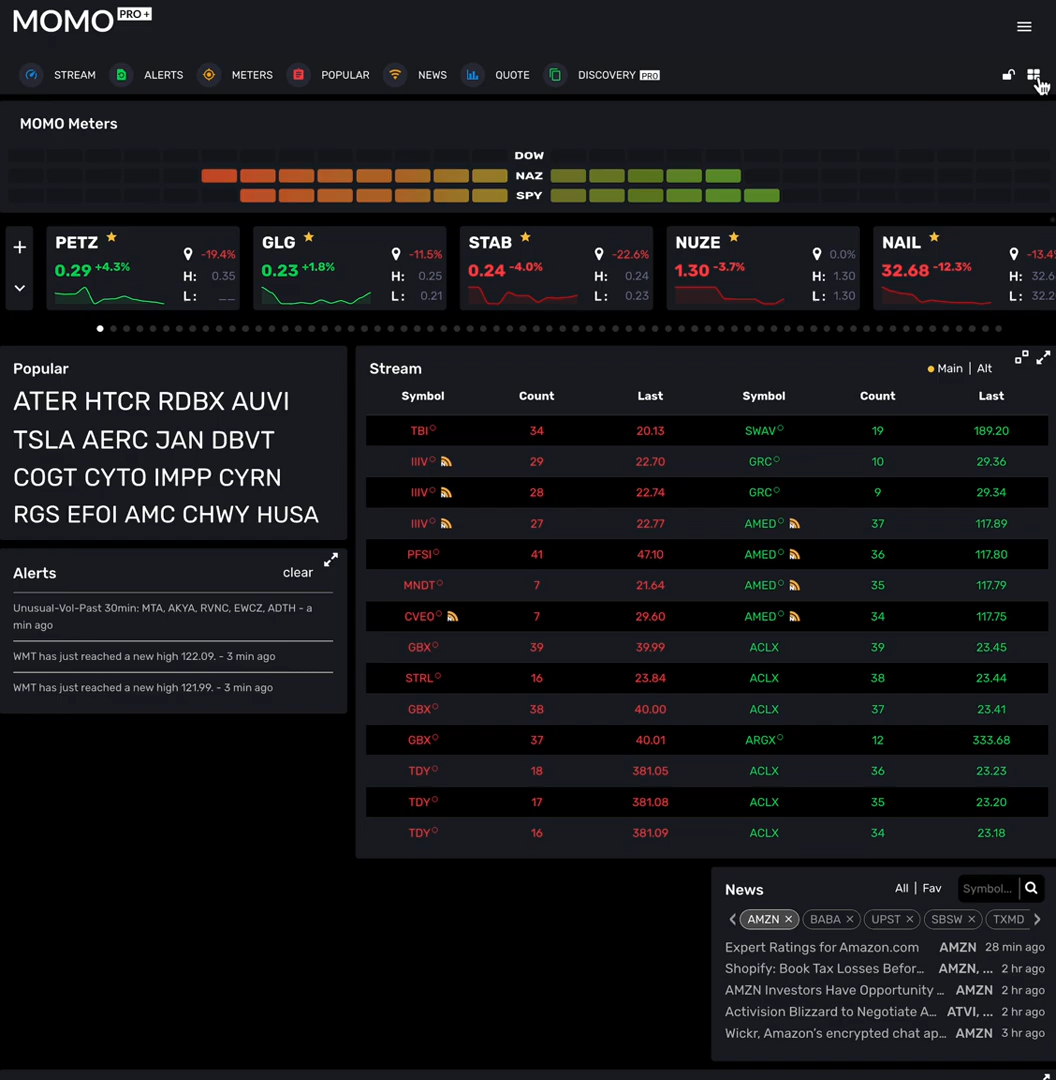 MOMO PRO +
STREAM ALERTS METERS POPULAR NEWS QUOTE DISCOVERY PRO
MOMO Meters
DOW
NAZ
SPY
PETZ
0.29 +4.3%
-19.4%
H: 0.35
L: __
GLG
0.23 +1.8%
-11.5%
H: 0.25
L: 0.21
STAB
0.24 -4.0%
-22.6%
H: 0.24
L: 0.23
NUZE
1.30 -3.7%
0.0%
H: 1.30
L: 1.30
NAIL
32.68 -12.3%
-13.4
H: 32.6
L: 32.2
Popular
ATER HTCR RDBX AUVI
TSLA AERC JAN DBVT
COGT CYTO IMPP CYRN
RGS EFOI AMC CHWY HUSA
Alerts clear
Unusual-Vol-Past 30min: MTA, AKYA, RVNC, EWCZ, ADTH - a
min ago
WMT has just reached a new high 122.09. - 3 min ago
WMT has just reached a new high 121.99. - 3 min ago
Stream Main | Alt
Symbol Count Last Symbol Count Last
TBI 34 20.13 SWAV 19 189.20
IIIV 29 22.70 GRC 10 29.36
IIIV 28 22.74 GRC 9 29.34
IIIV 27 22.77 AMED 37 117.89
PFSI 41 47.10 AMED 36 117.80
MNDT 7 21.64 AMED 35 117.79
CVEO 7 29.60 AMED 34 117.75
GBX 39 39.99 ACLX 39 23.45
STRL 16 23.84 ACLX 38 23.44
GBX 38 40.00 ACLX 37 23.41
GBX 37 40.01 ARGX 12 333.68
TDY 18 381.05 ACLX 36 23.23
TDY 17 381.08 ACLX 35 23.20
TDY 16 381.09 ACLX 34 23.18
News All | Fav Symbol...
AMZN × BABA × UPST × SBSW × TXMD
Expert Ratings for Amazon.com AMZN 28 min ago
Shopify: Book Tax Losses Befor... AMZN, ... 2 hr ago
AMZN Investors Have Opportunity ... AMZN 2 hr ago
Activision Blizzard to Negotiate A... ATVI, ... 2 hr ago
Wickr, Amazon's encrypted chat ap... AMZN 3 hr ago